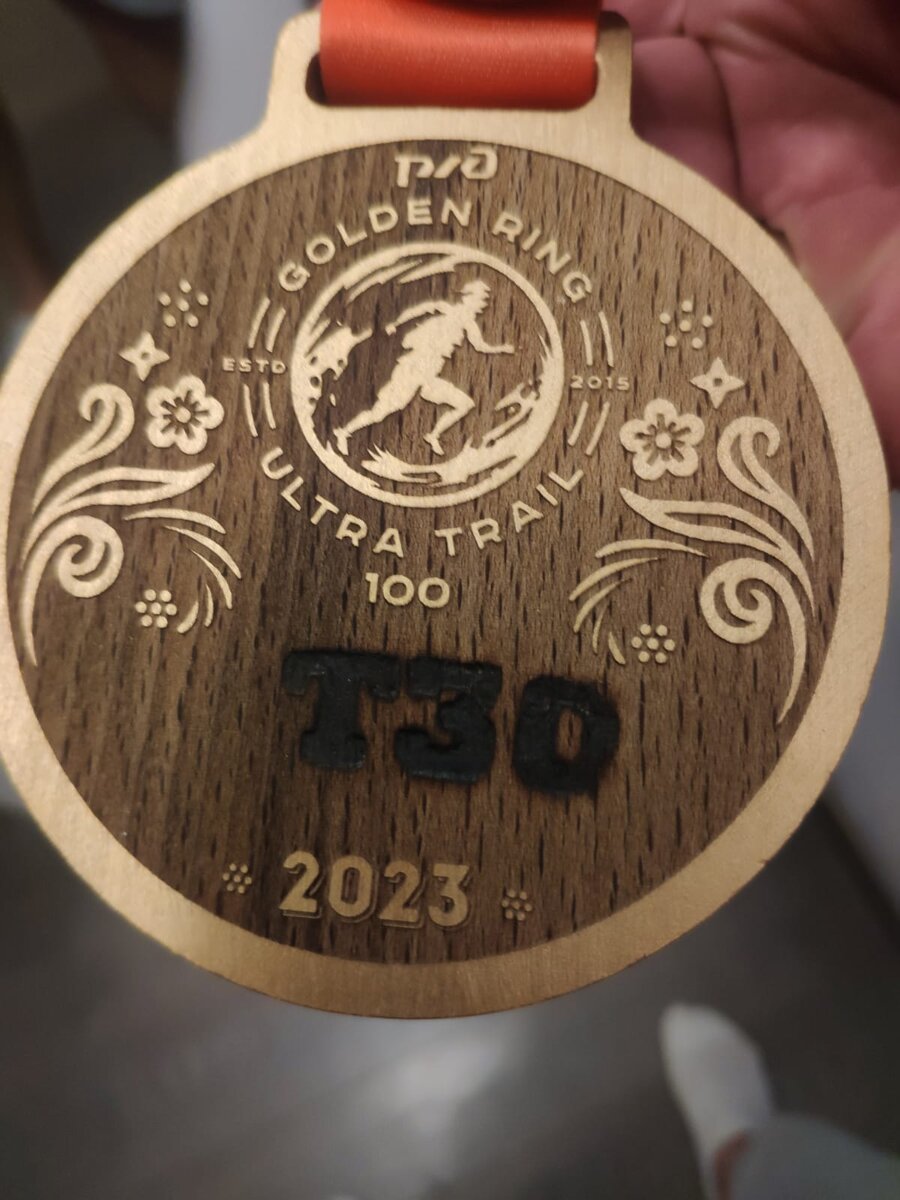 РЖД
GOLDEN RING
ESTD 2015
ULTRA TRAIL
100
T30
2023